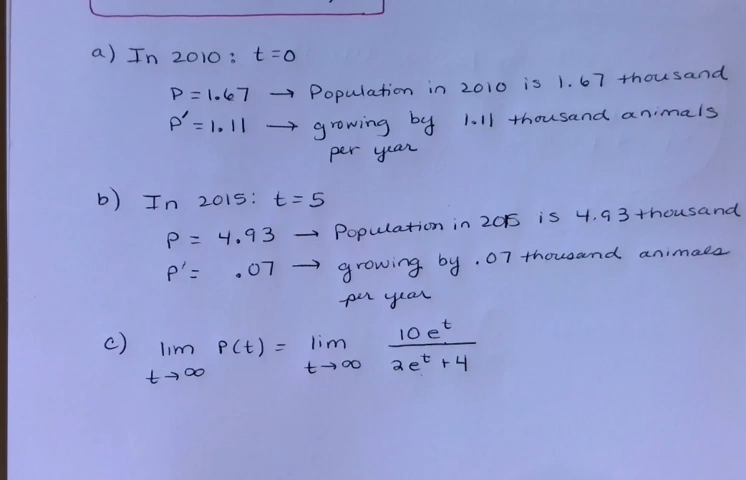 a) In 2010: t=0
P = 1.67 → Population in 2010 is 1.67 thousand
P' = 1.11 → growing by 1.11 thousand animals
per year
b) In 2015: t=5
P = 4.93 → Population in 2015 is 4.93 thousand
P' = .07 → growing by .07 thousand animals
per year
c) lim P(t) = lim 10e^t
t→∞ t→∞ 2e^t + 4